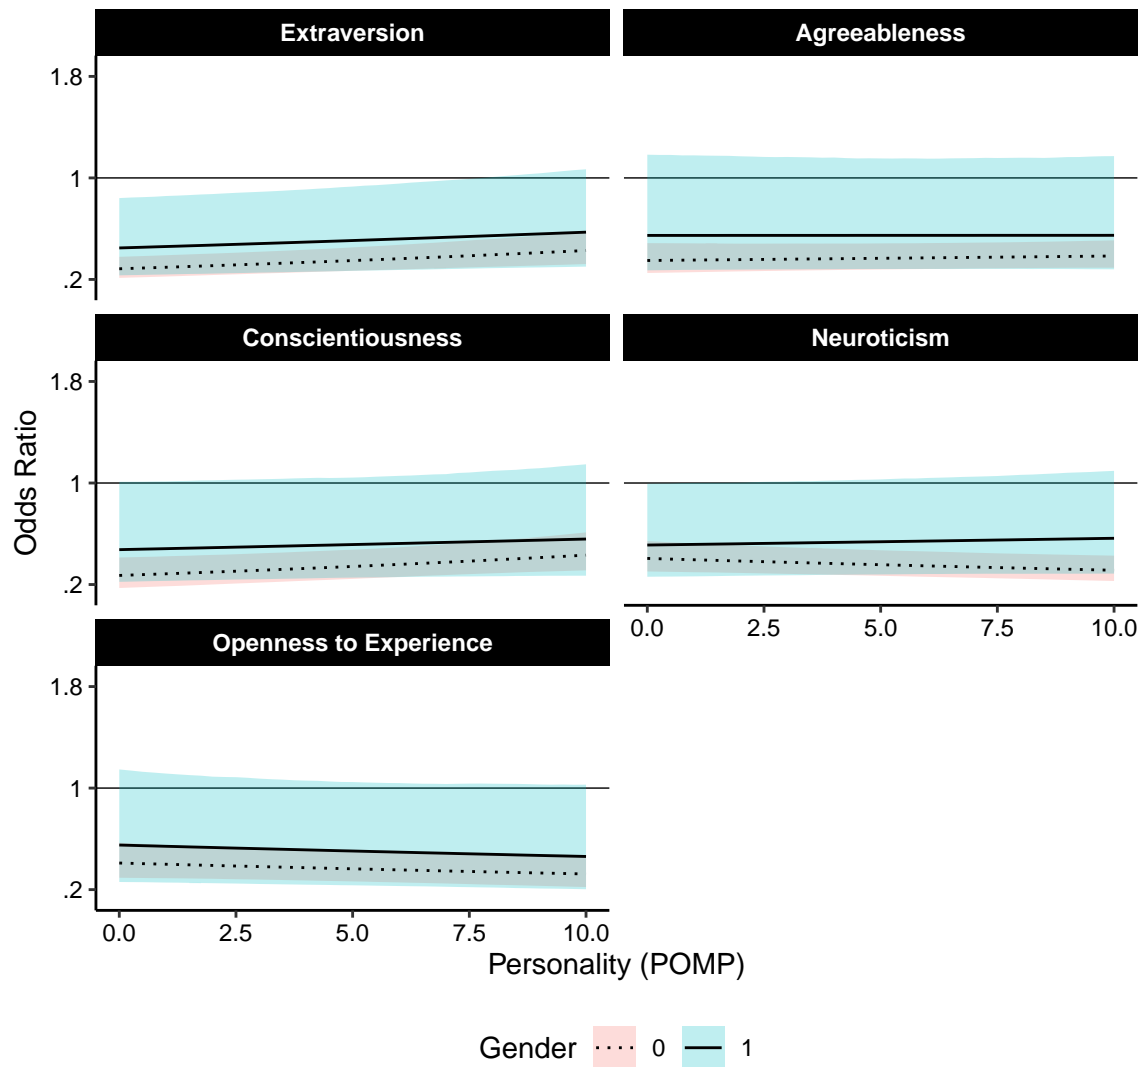 Extraversion
Agreeableness
1.8
1
.2
Conscientiousness
Neuroticism
1.8
1
.2
0.0 2.5 5.0 7.5 10.0
Openness to Experience
1.8
1
.2
0.0 2.5 5.0 7.5 10.0
Odds Ratio
Personality (POMP)
Gender 0 1